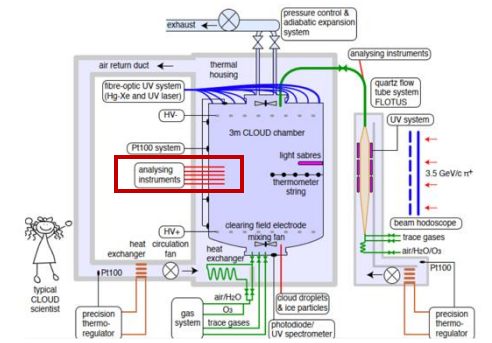 exhaust
pressure control &
adiabatic expansion
system
analysing instruments
air return duct
thermal
housing
fibre-optic UV system
(Hg-Xe and UV laser)
quartz flow
tube system
FLOTUS
HV-
UV system
3m CLOUD chamber
Pt100 system
light sabres
analysing
instruments
thermometer
string
3.5 GeV/c π+
HV+
clearing field electrode
mixing fan
beam hodoscope
heat
exchanger
circulation
fan
heat
exchanger
trace gases
air/H2O/O3
Pt100
Pt100
typical
CLOUD
scientist
air/H2O
O3
trace gases
gas
system
cloud droplets
& ice particles
photodiode/
UV spectrometer
precision
thermo-
regulator
precision
thermo-
regulator